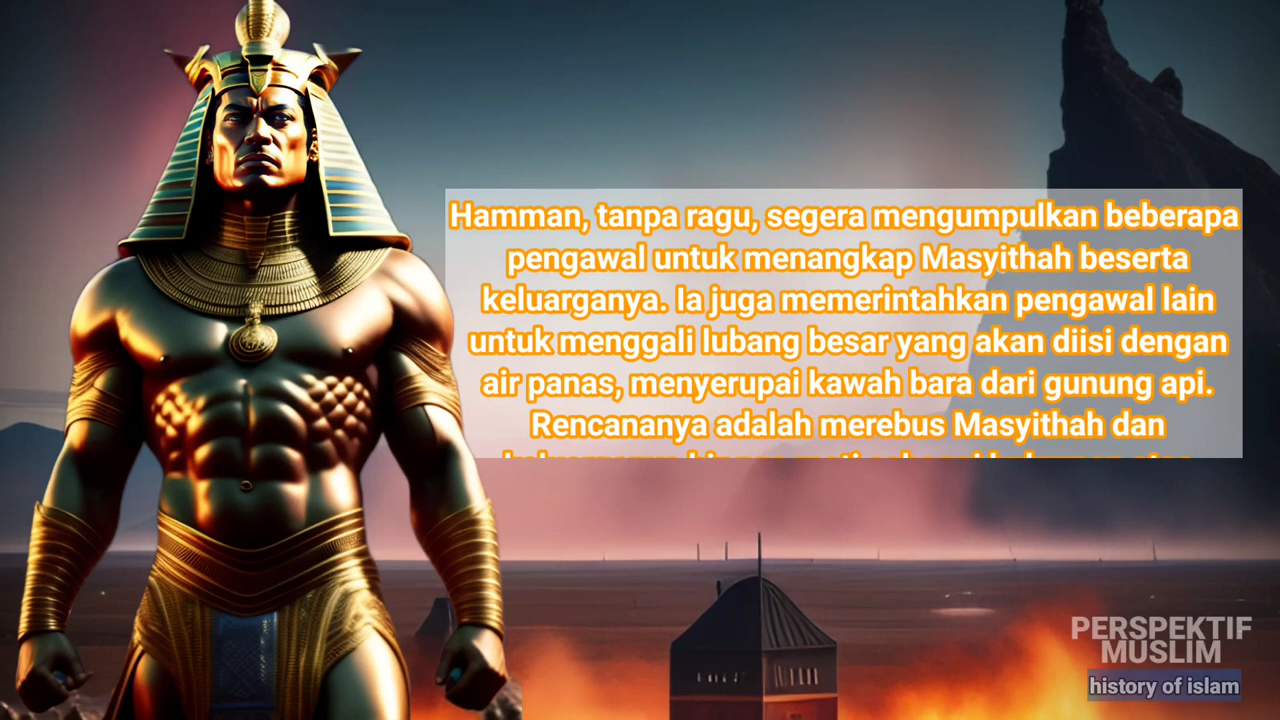 Hamman, tanpa ragu, segera mengumpulkan beberapa
pengawal untuk menangkap Masyithah beserta
keluarganya. Ia juga memerintahkan pengawal lain
untuk menggali lubang besar yang akan diisi dengan
air panas, menyerupai kawah bara dari gunung api.
Rencananya adalah merebus Masyithah dan
PERSPEKTIF
MUSLIM
history of islam